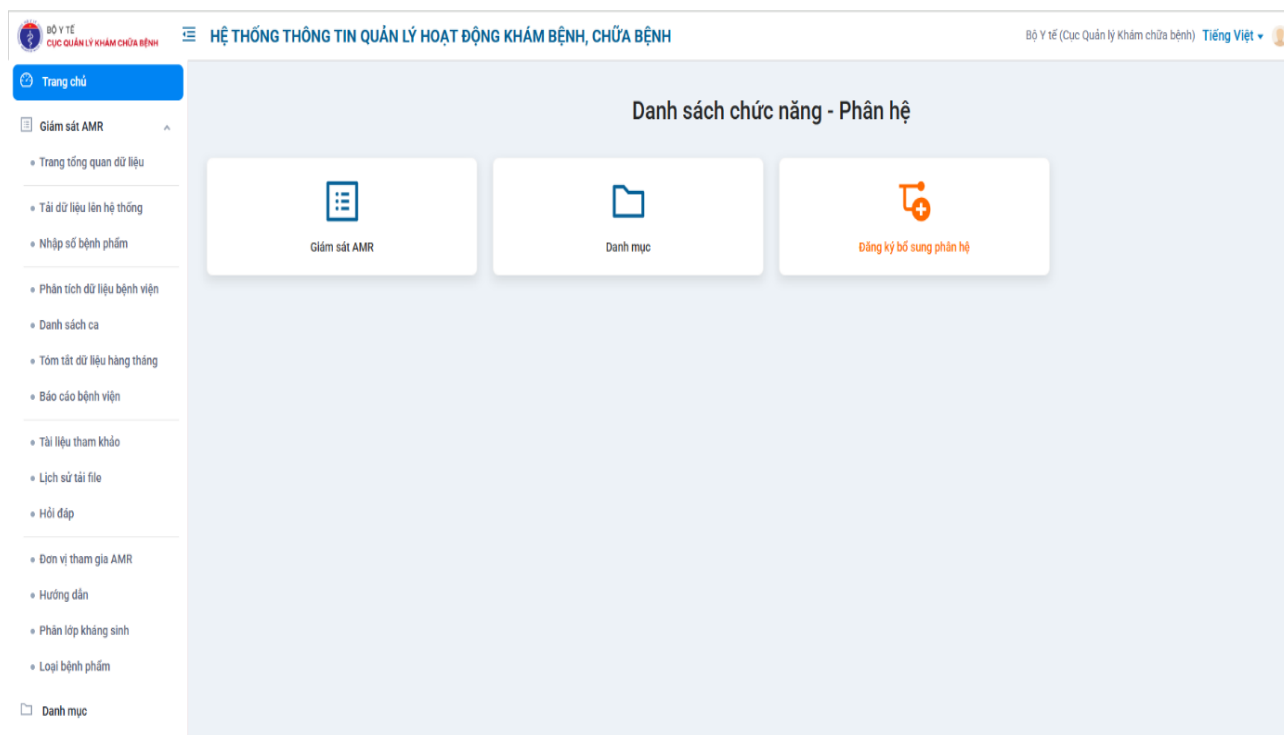 BỘ Y TẾ
CỤC QUẢN LÝ KHÁM CHỮA BỆNH
HỆ THỐNG THÔNG TIN QUẢN LÝ HOẠT ĐỘNG KHÁM BỆNH, CHỮA BỆNH
Bộ Y tế (Cục Quản lý Khám chữa bệnh) Tiếng Việt
Trang chủ
Giám sát AMR
Trang tổng quan dữ liệu
Tải dữ liệu lên hệ thống
Nhập số bệnh phẩm
Phân tích dữ liệu bệnh viện
Danh sách ca
Tóm tắt dữ liệu hàng tháng
Báo cáo bệnh viện
Tài liệu tham khảo
Lịch sử tải file
Hỏi đáp
Đơn vị tham gia AMR
Hướng dẫn
Phân lớp kháng sinh
Loại bệnh phẩm
Danh mục
Danh sách chức năng - Phân hệ
Giám sát AMR
Danh mục
Đăng ký bổ sung phân hệ